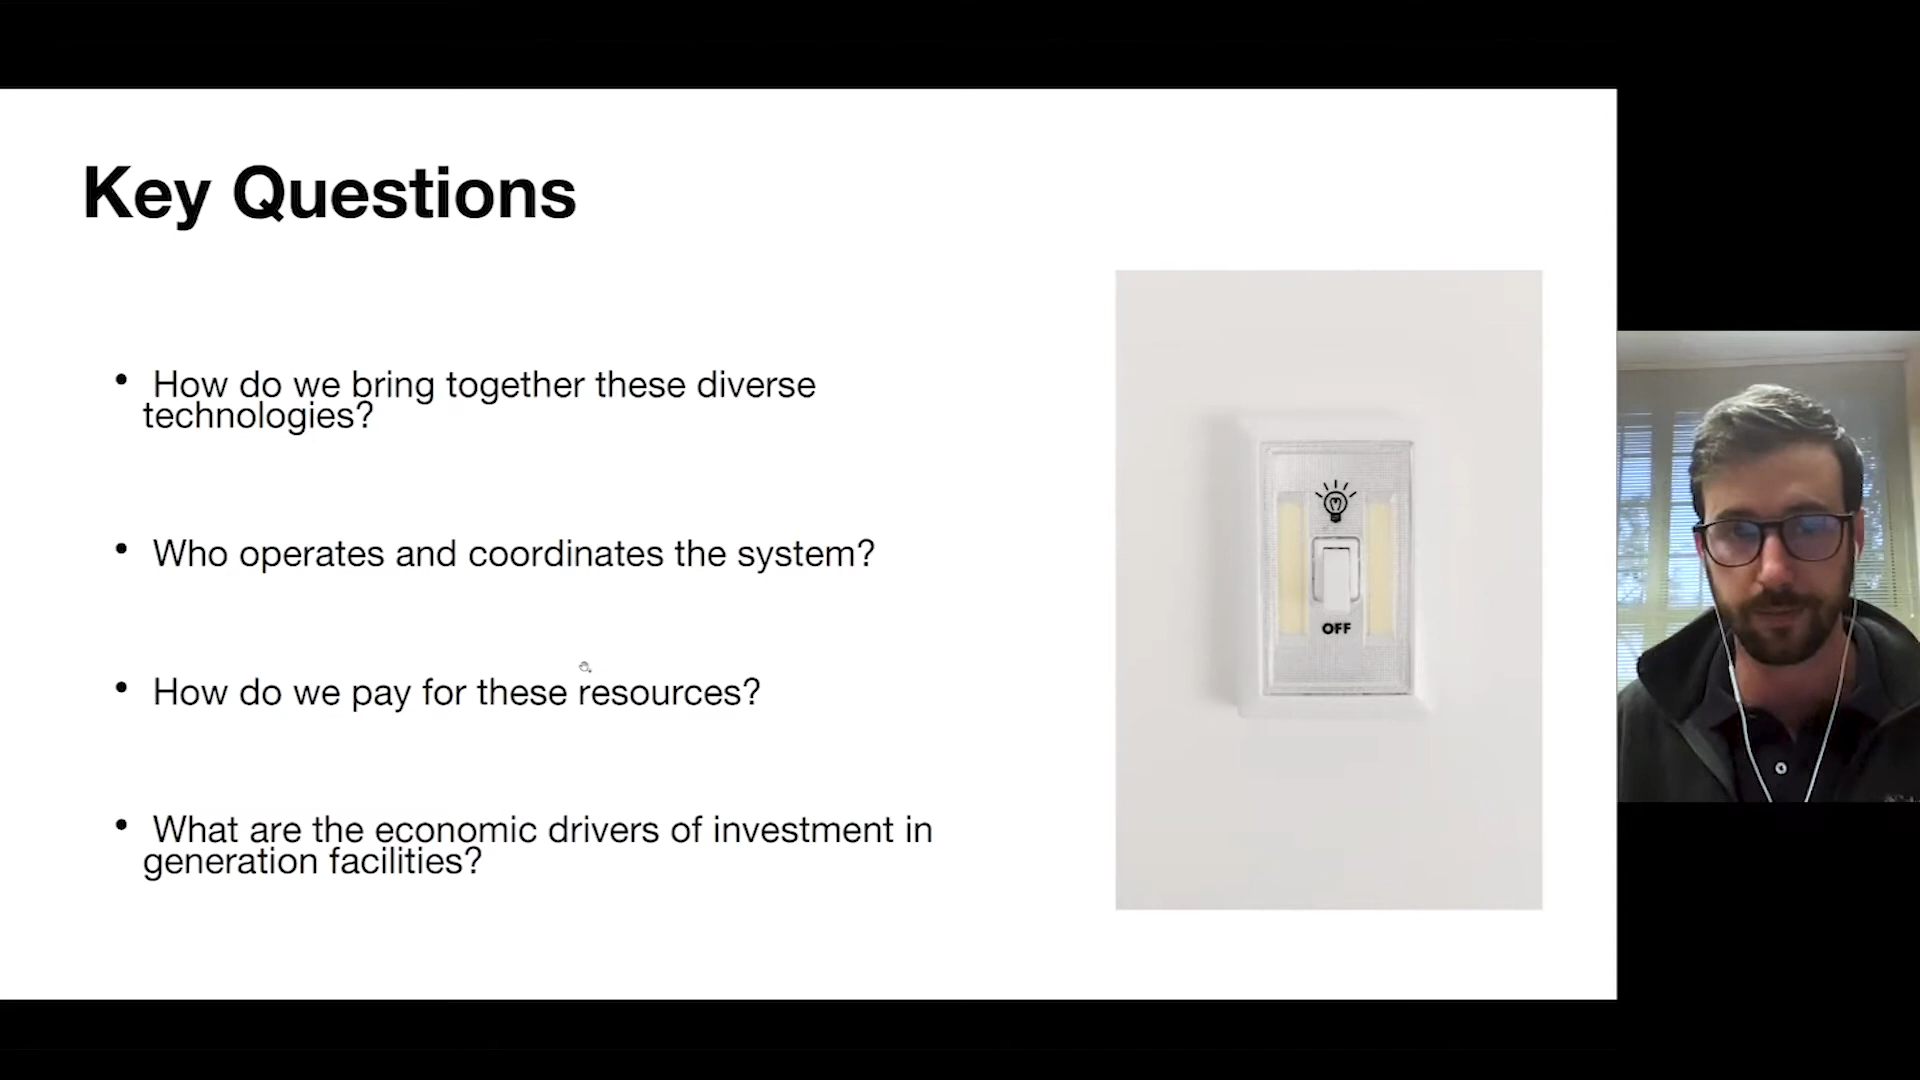 Key Questions
• How do we bring together these diverse
technologies?
• Who operates and coordinates the system?
• How do we pay for these resources?
• What are the economic drivers of investment in
generation facilities?
OFF